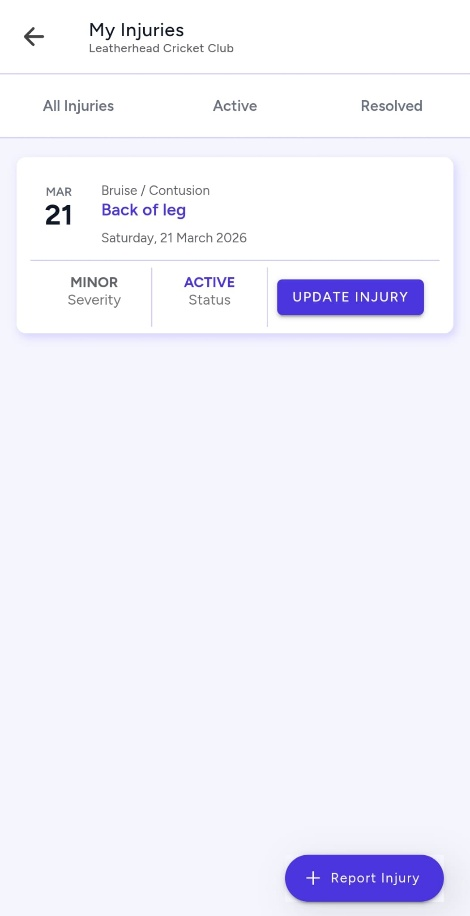 My Injuries
Leatherhead Cricket Club
All Injuries
Active
Resolved
MAR
21
Bruise / Contusion
Back of leg
Saturday, 21 March 2026
MINOR
Severity
ACTIVE
Status
UPDATE INJURY
Report Injury